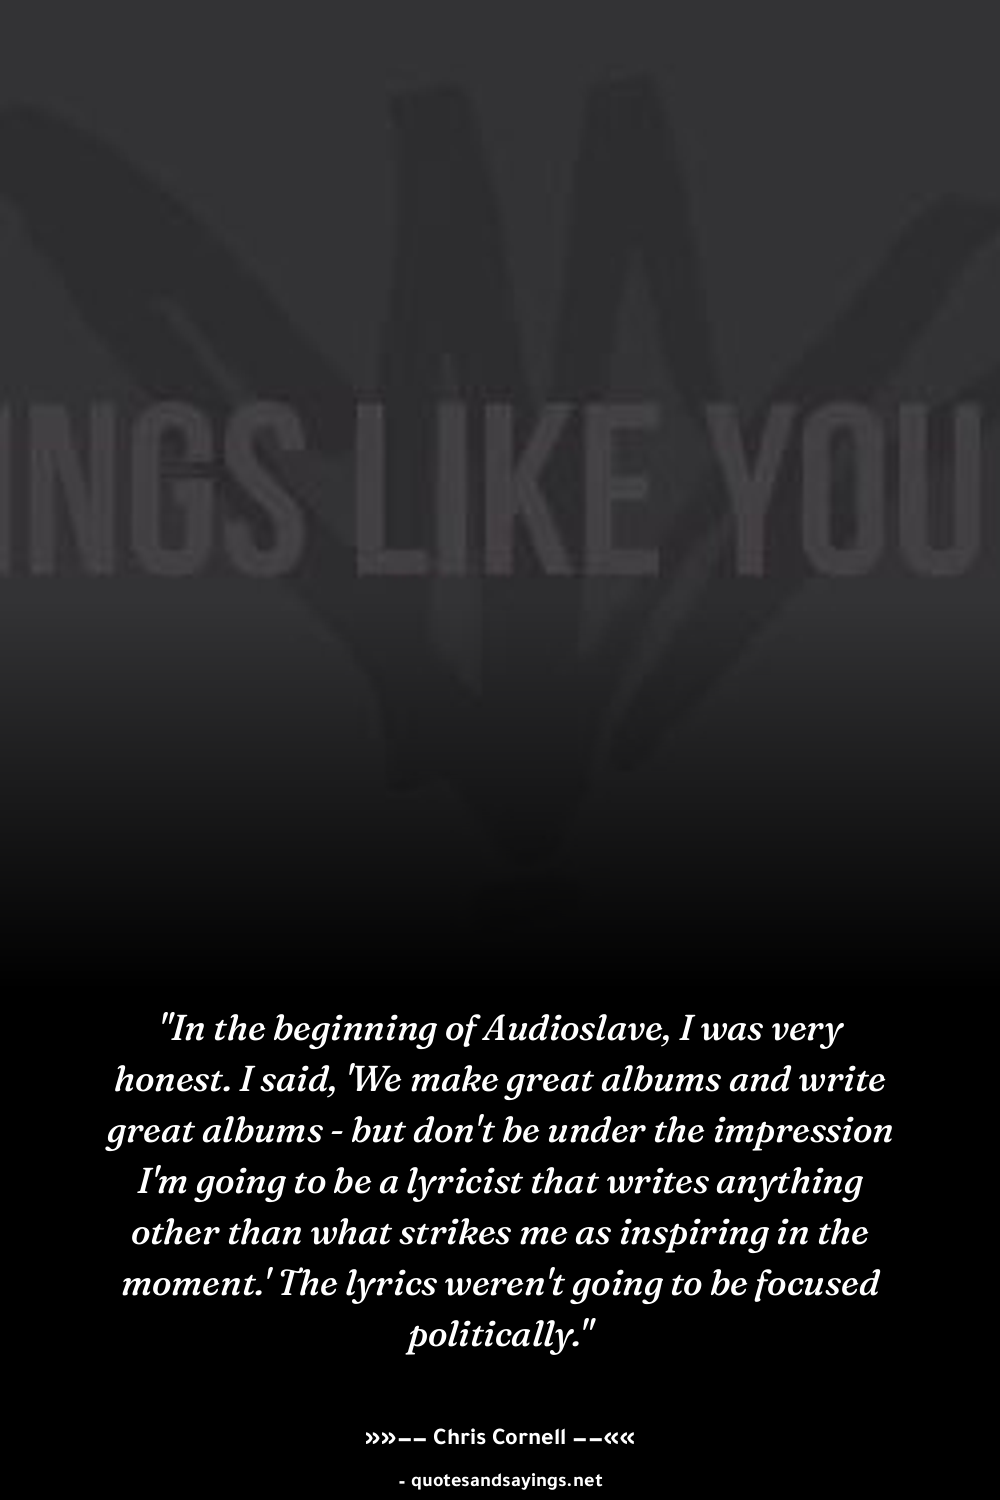 INGS LIKE YOU
"In the beginning of Audioslave, I was very
honest. I said, 'We make great albums and write
great albums - but don't be under the impression
I'm going to be a lyricist that writes anything
other than what strikes me as inspiring in the
moment.' The lyrics weren't going to be focused
politically."
»»−− Chris Cornell −−««
- quotesandsayings.net